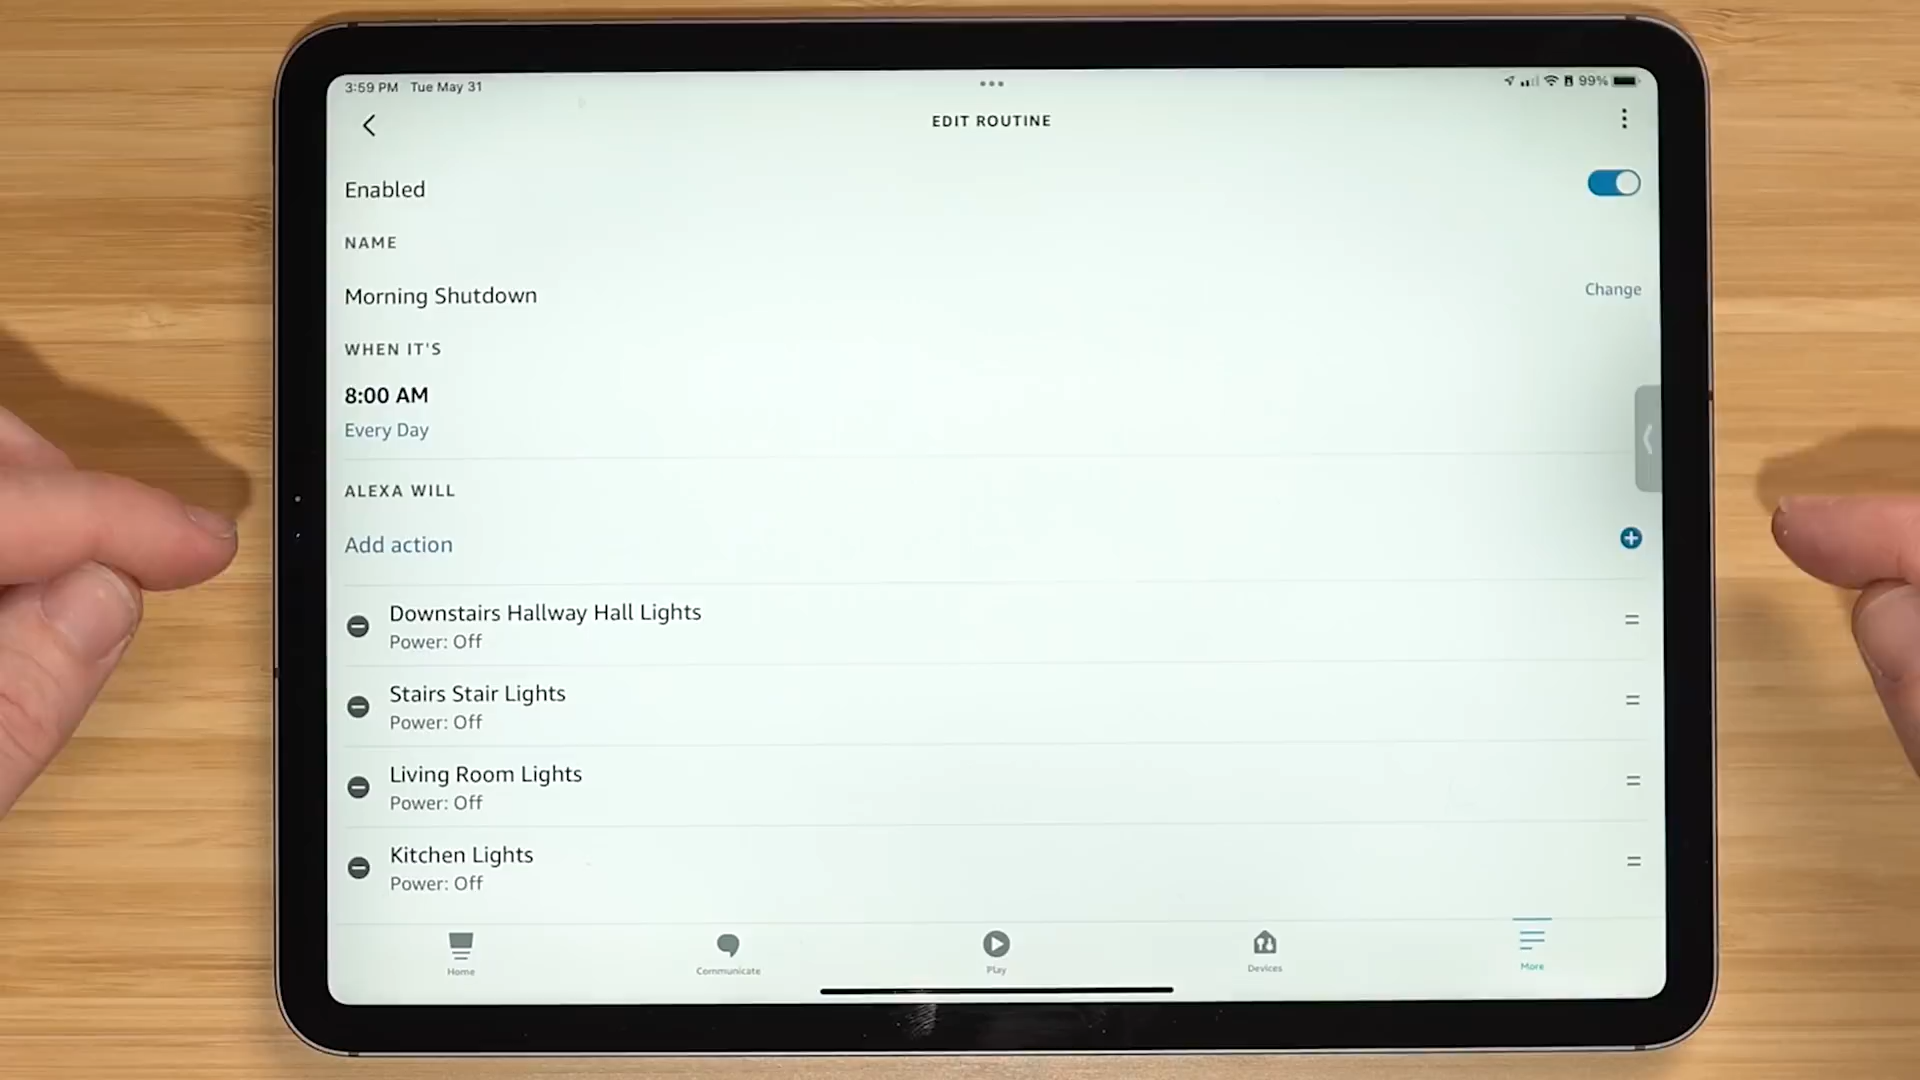 3:59 PM Tue May 31
99%
EDIT ROUTINE
Enabled
NAME
Morning Shutdown
Change
WHEN IT'S
8:00 AM
Every Day
ALEXA WILL
Add action
Downstairs Hallway Hall Lights
Power: Off
Stairs Stair Lights
Power: Off
Living Room Lights
Power: Off
Kitchen Lights
Power: Off
Home
Communicate
Play
Devices
More